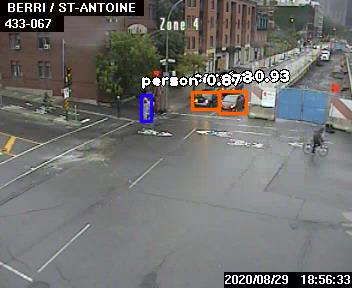 BERRI / ST-ANTOINE
433-067
Zone 4
person 0.87
0.93
2020/08/29 18:56:33